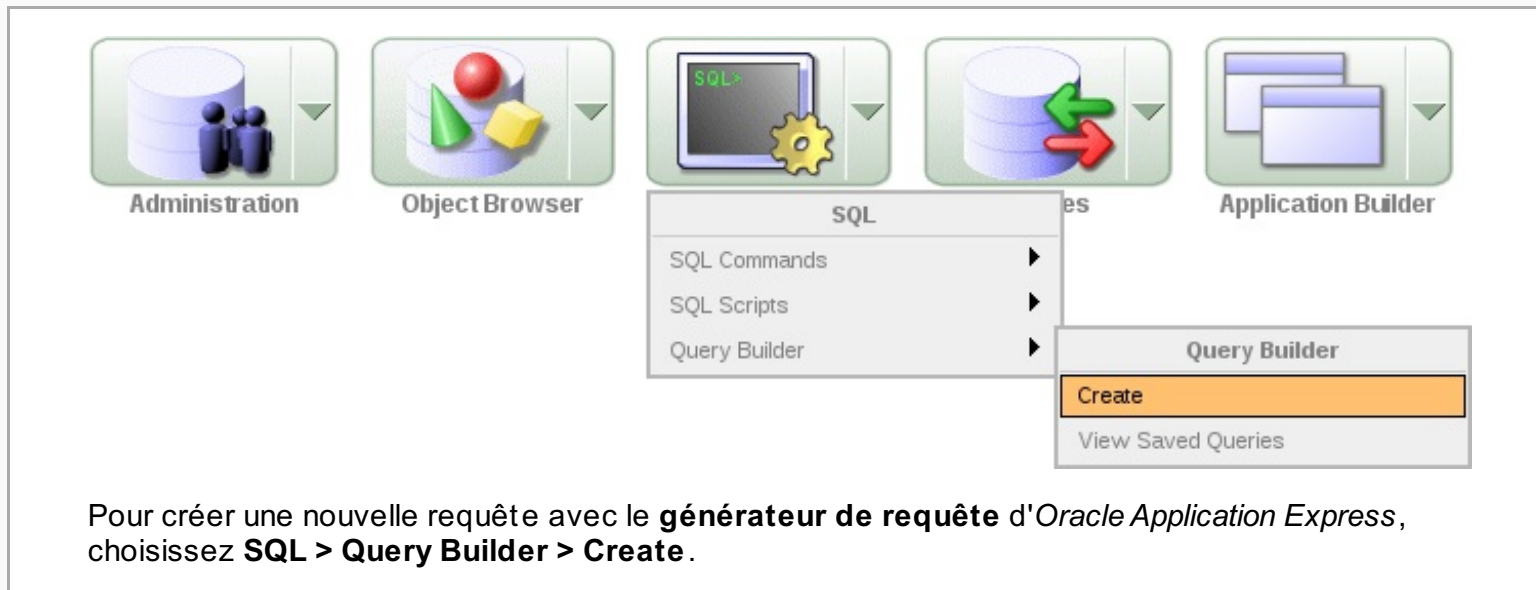 SQL>
Administration
Object Browser
es
Application Builder
SQL
SQL Commands
SQL Scripts
Query Builder
Query Builder
Create
View Saved Queries
Pour créer une nouvelle requête avec le générateur de requête d'Oracle Application Express,
choisissez SQL > Query Builder > Create.